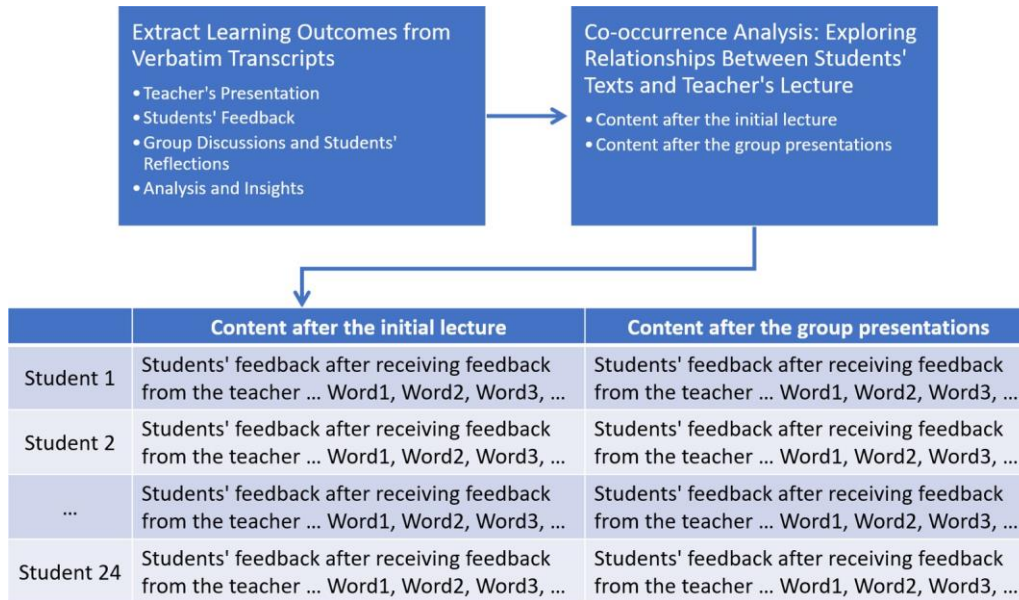 Extract Learning Outcomes from
Verbatim Transcripts
•Teacher's Presentation
•Students' Feedback
•Group Discussions and Students'
Reflections
•Analysis and Insights
Co-occurrence Analysis: Exploring
Relationships Between Students'
Texts and Teacher's Lecture
•Content after the initial lecture
•Content after the group presentations
Content after the initial lecture
Content after the group presentations
Student 1
Students' feedback after receiving feedback
from the teacher ... Word1, Word2, Word3, ...
Students' feedback after receiving feedback
from the teacher ... Word1, Word2, Word3, ...
Student 2
Students' feedback after receiving feedback
from the teacher ... Word1, Word2, Word3, ...
Students' feedback after receiving feedback
from the teacher ... Word1, Word2, Word3, ...
...
Students' feedback after receiving feedback
from the teacher ... Word1, Word2, Word3, ...
Students' feedback after receiving feedback
from the teacher ... Word1, Word2, Word3, ...
Student 24
Students' feedback after receiving feedback
from the teacher ... Word1, Word2, Word3, ...
Students' feedback after receiving feedback
from the teacher ... Word1, Word2, Word3, ...